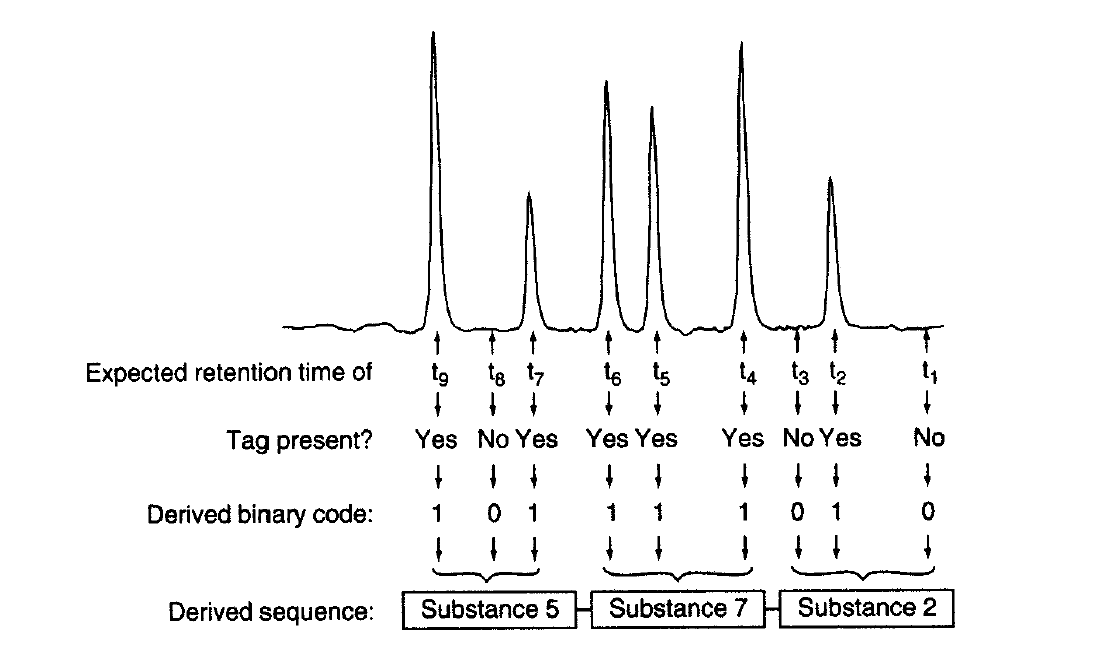 Expected retention time of t9 t8 t7 t6 t5 t4 t3 t2 t1
Tag present? Yes No Yes Yes Yes Yes No Yes No
Derived binary code: 1 0 1 1 1 1 0 1 0
Derived sequence: Substance 5 Substance 7 Substance 2